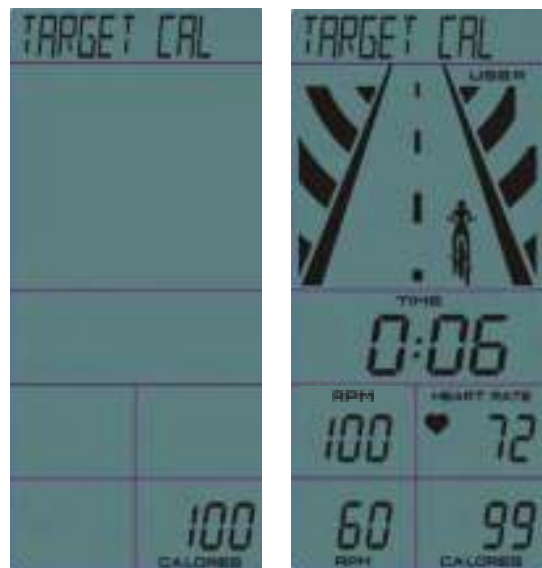 TARGET CAL
100
CALORIES
TARGET CAL
USER
TIME
0:06
RPM
HEART RATE
100
72
60
99
RPM
CALORIES